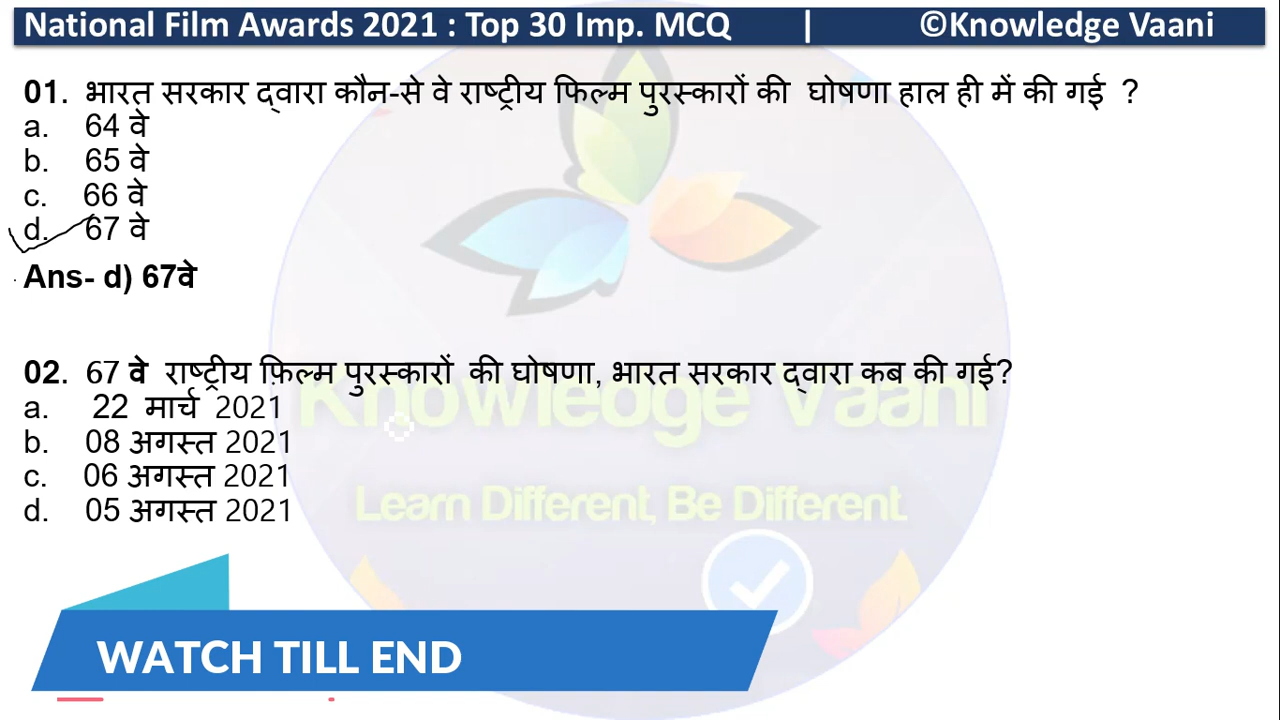 National Film Awards 2021 : Top 30 Imp. MCQ | ©Knowledge Vaani
01. भारत सरकार द्वारा कौन-से वे राष्ट्रीय फिल्म पुरस्कारों की घोषणा हाल ही में की गई ?
a. 64 वे
b. 65 वे
c. 66 वे
d. 67 वे
Ans- d) 67वे
02. 67 वे राष्ट्रीय फ़िल्म पुरस्कारों की घोषणा, भारत सरकार द्वारा कब की गई?
a. 22 मार्च 2021
b. 08 अगस्त 2021
c. 06 अगस्त 2021
d. 05 अगस्त 2021
Knowledge Vaani
Learn Different, Be Different.
WATCH TILL END